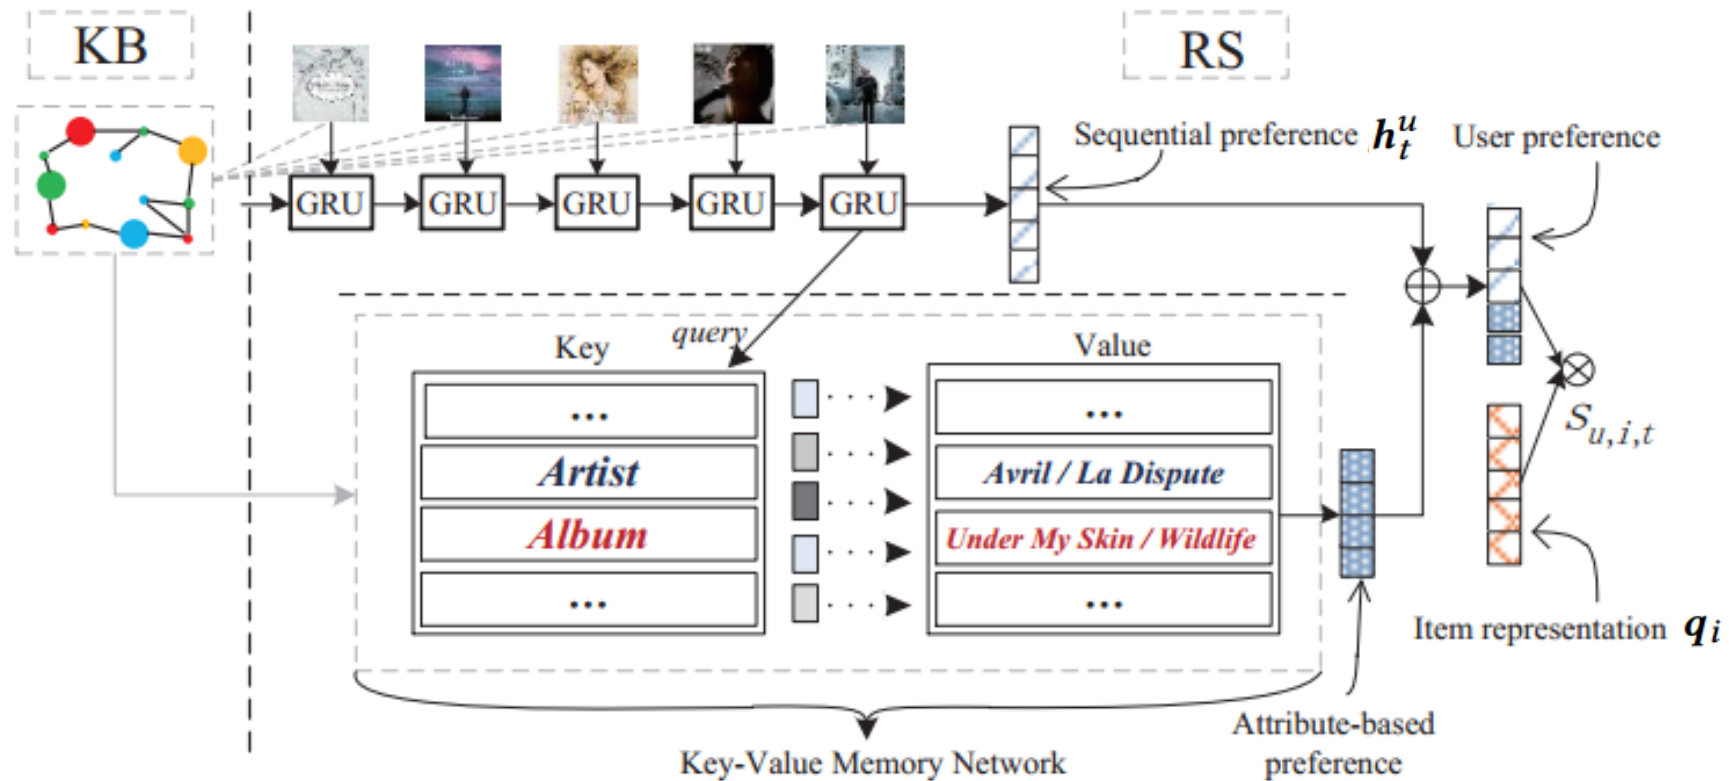 KB
RS
Sequential preference h_t^u
User preference
GRU GRU GRU GRU GRU
query
Key
Value
...
...
Artist
Avril / La Dispute
Album
Under My Skin / Wildlife
...
...
S_{u,i,t}
Item representation q_i
Attribute-based
preference
Key-Value Memory Network